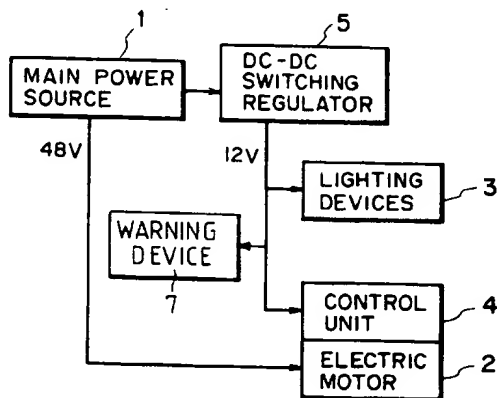 1
MAIN POWER
SOURCE
5
DC-DC
SWITCHING
REGULATOR
48V
12V
LIGHTING
DEVICES
3
WARNING
DEVICE
7
CONTROL
UNIT
4
ELECTRIC
MOTOR
2